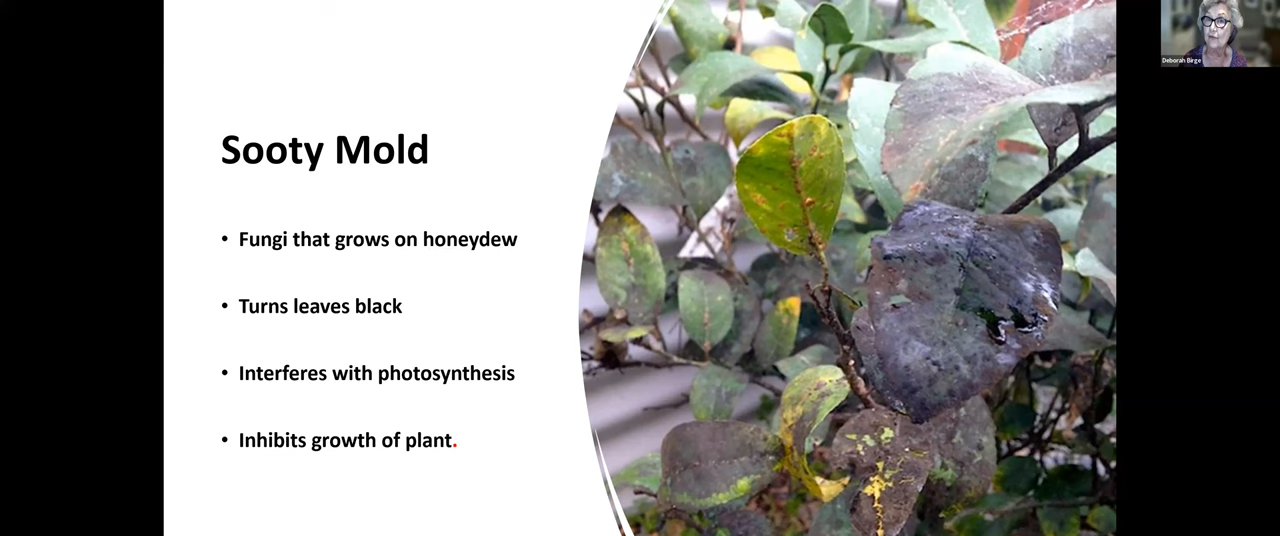 Sooty Mold
• Fungi that grows on honeydew
• Turns leaves black
• Interferes with photosynthesis
• Inhibits growth of plant.
Deborah Birge